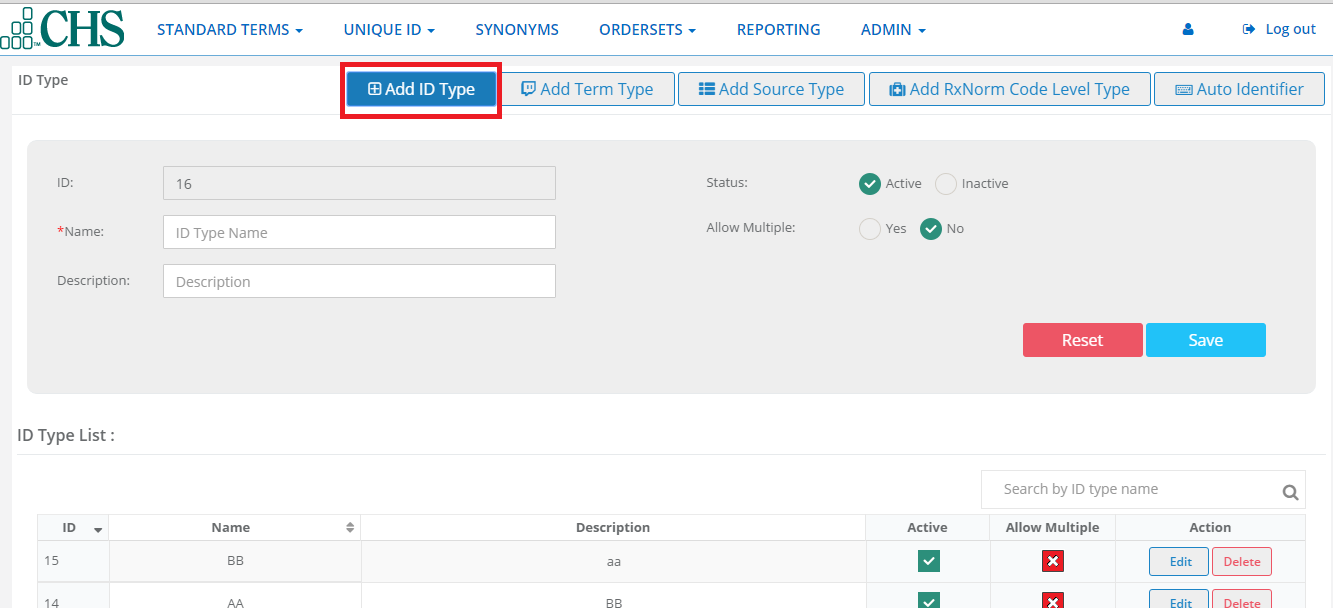 CHS
TM
STANDARD TERMS UNIQUE ID SYNONYMS ORDERSETS REPORTING ADMIN Log out
ID Type Add ID Type Add Term Type Add Source Type Add RxNorm Code Level Type Auto Identifier
ID: 16 Status: Active Inactive
*Name: ID Type Name Allow Multiple: Yes No
Description: Description
Reset Save
ID Type List :
Search by ID type name
ID Name Description Active Allow Multiple Action
15 BB aa Edit Delete
14 AA BB Edit Delete